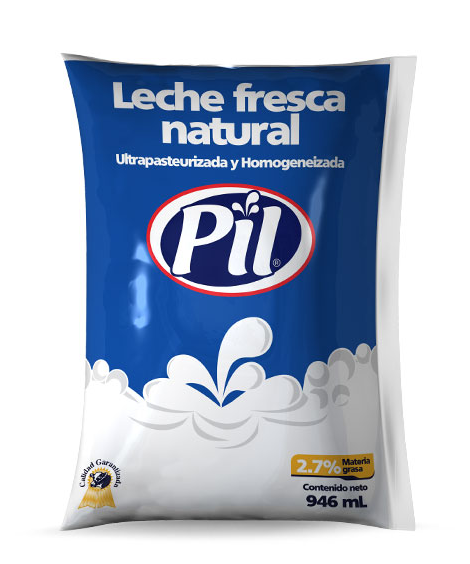 Leche fresca
natural
Ultrapasteurizada y Homogeneizada
Pil®
Calidad Garantizada
2.7% Materia
grasa
Contenido neto
946 mL